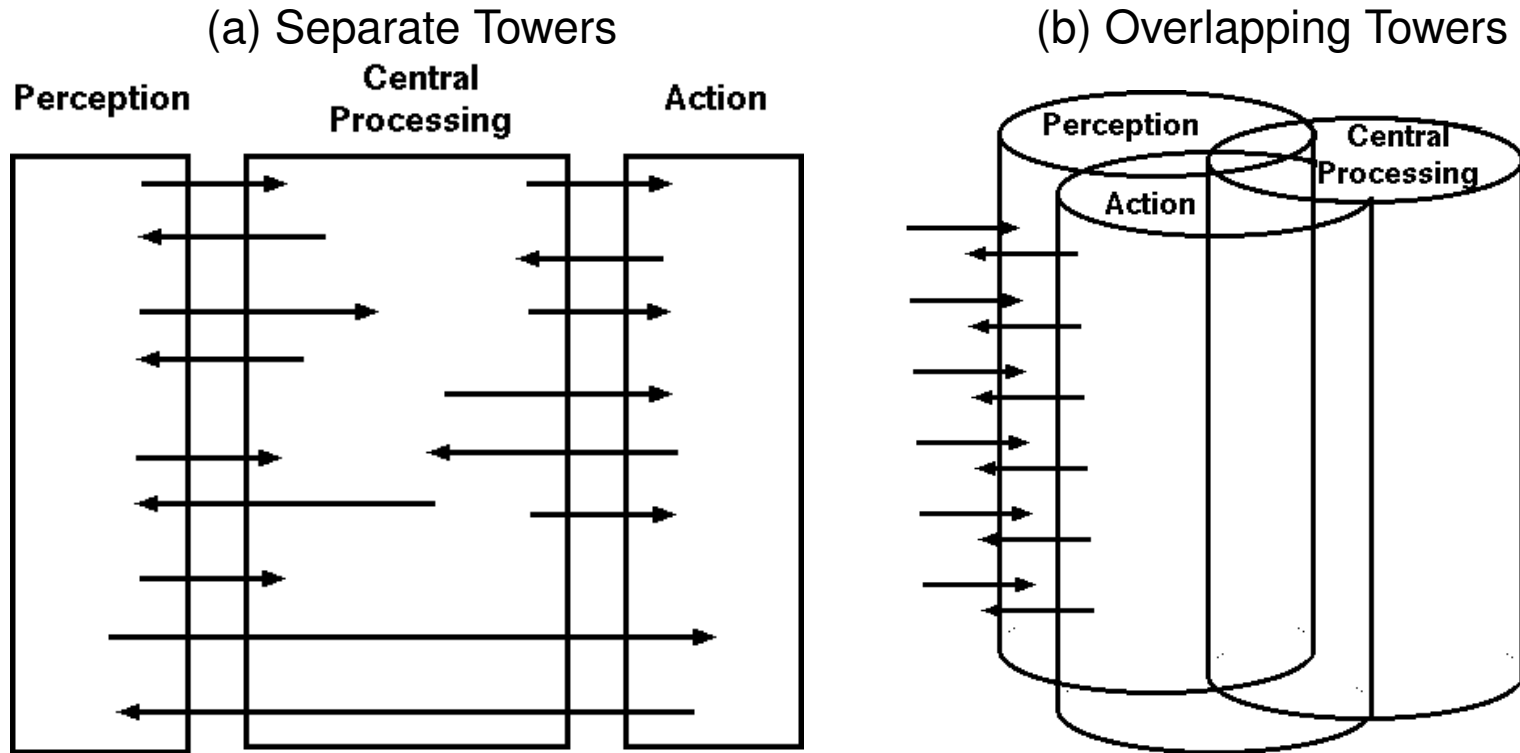 (a) Separate Towers
Perception
Central
Processing
Action
(b) Overlapping Towers
Perception
Central
Processing
Action